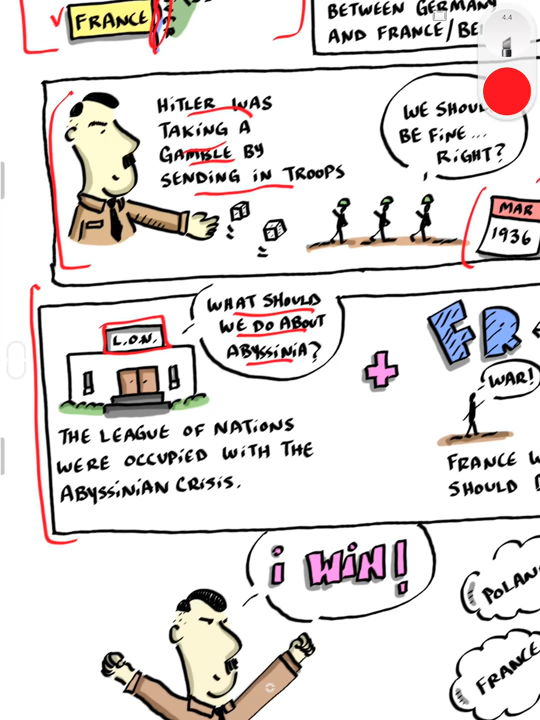 FRANCE
BETWEEN GERMANY
AND FRANCE/BE
4.4
HITLER WAS
TAKING A
GAMBLE BY
SENDING IN TROOPS
WE SHOUL
BE FINE...
RIGHT?
MAR
1936
L.O.N.
WHAT SHOULD
WE DO ABOUT
ABYSSINIA?
THE LEAGUE OF NATIONS
WERE OCCUPIED WITH THE
ABYSSINIAN CRISIS.
+
FR
WAR!
FRANCE W
SHOULD
I WIN!
POLAN
FRANCE